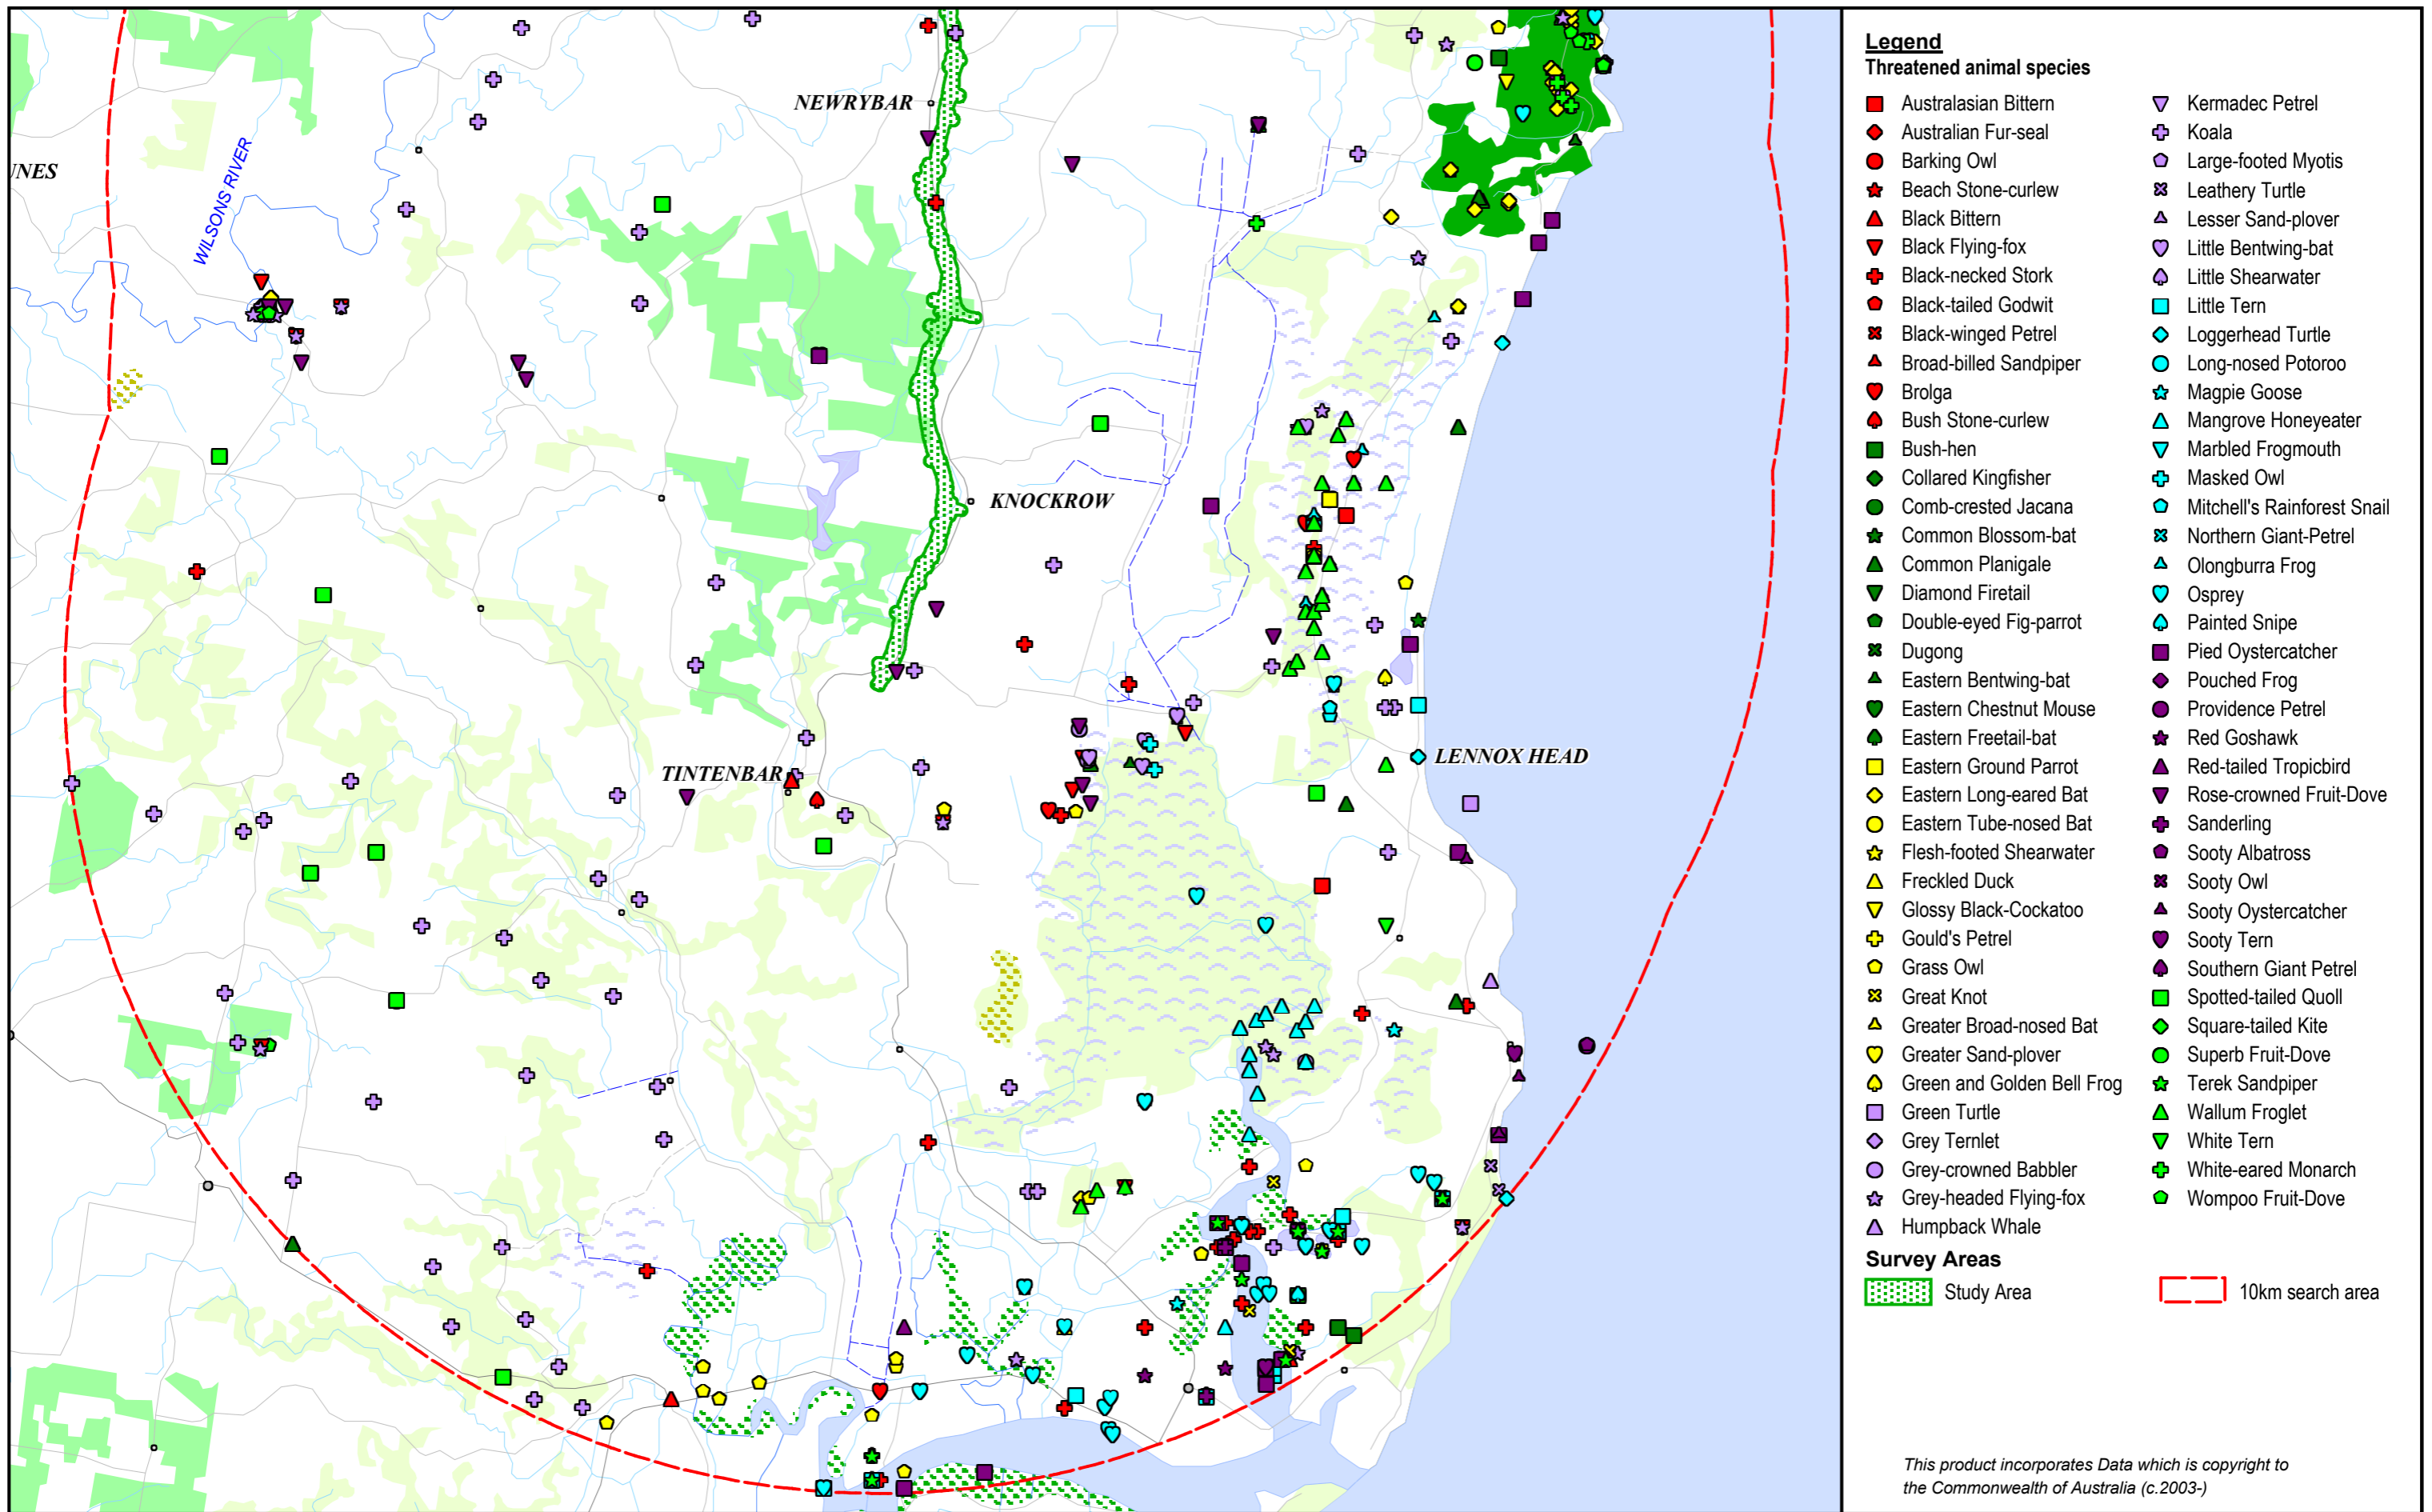 NEWRYBAR
UNES
WILSONS RIVER
KNOCKROW
TINTENBAR
LENNOX HEAD
Legend
Threatened animal species
Australasian Bittern
Australian Fur-seal
Barking Owl
Beach Stone-curlew
Black Bittern
Black Flying-fox
Black-necked Stork
Black-tailed Godwit
Black-winged Petrel
Broad-billed Sandpiper
Brolga
Bush Stone-curlew
Bush-hen
Collared Kingfisher
Comb-crested Jacana
Common Blossom-bat
Common Planigale
Diamond Firetail
Double-eyed Fig-parrot
Dugong
Eastern Bentwing-bat
Eastern Chestnut Mouse
Eastern Freetail-bat
Eastern Ground Parrot
Eastern Long-eared Bat
Eastern Tube-nosed Bat
Flesh-footed Shearwater
Freckled Duck
Glossy Black-Cockatoo
Gould's Petrel
Grass Owl
Great Knot
Greater Broad-nosed Bat
Greater Sand-plover
Green and Golden Bell Frog
Green Turtle
Grey Ternlet
Grey-crowned Babbler
Grey-headed Flying-fox
Humpback Whale
Kermadec Petrel
Koala
Large-footed Myotis
Leathery Turtle
Lesser Sand-plover
Little Bentwing-bat
Little Shearwater
Little Tern
Loggerhead Turtle
Long-nosed Potoroo
Magpie Goose
Mangrove Honeyeater
Marbled Frogmouth
Masked Owl
Mitchell's Rainforest Snail
Northern Giant-Petrel
Olongburra Frog
Osprey
Painted Snipe
Pied Oystercatcher
Pouched Frog
Providence Petrel
Red Goshawk
Red-tailed Tropicbird
Rose-crowned Fruit-Dove
Sanderling
Sooty Albatross
Sooty Owl
Sooty Oystercatcher
Sooty Tern
Southern Giant Petrel
Spotted-tailed Quoll
Square-tailed Kite
Superb Fruit-Dove
Terek Sandpiper
Wallum Froglet
White Tern
White-eared Monarch
Wompoo Fruit-Dove
Survey Areas
Study Area
10km search area
This product incorporates Data which is copyright to
the Commonwealth of Australia (c.2003-)